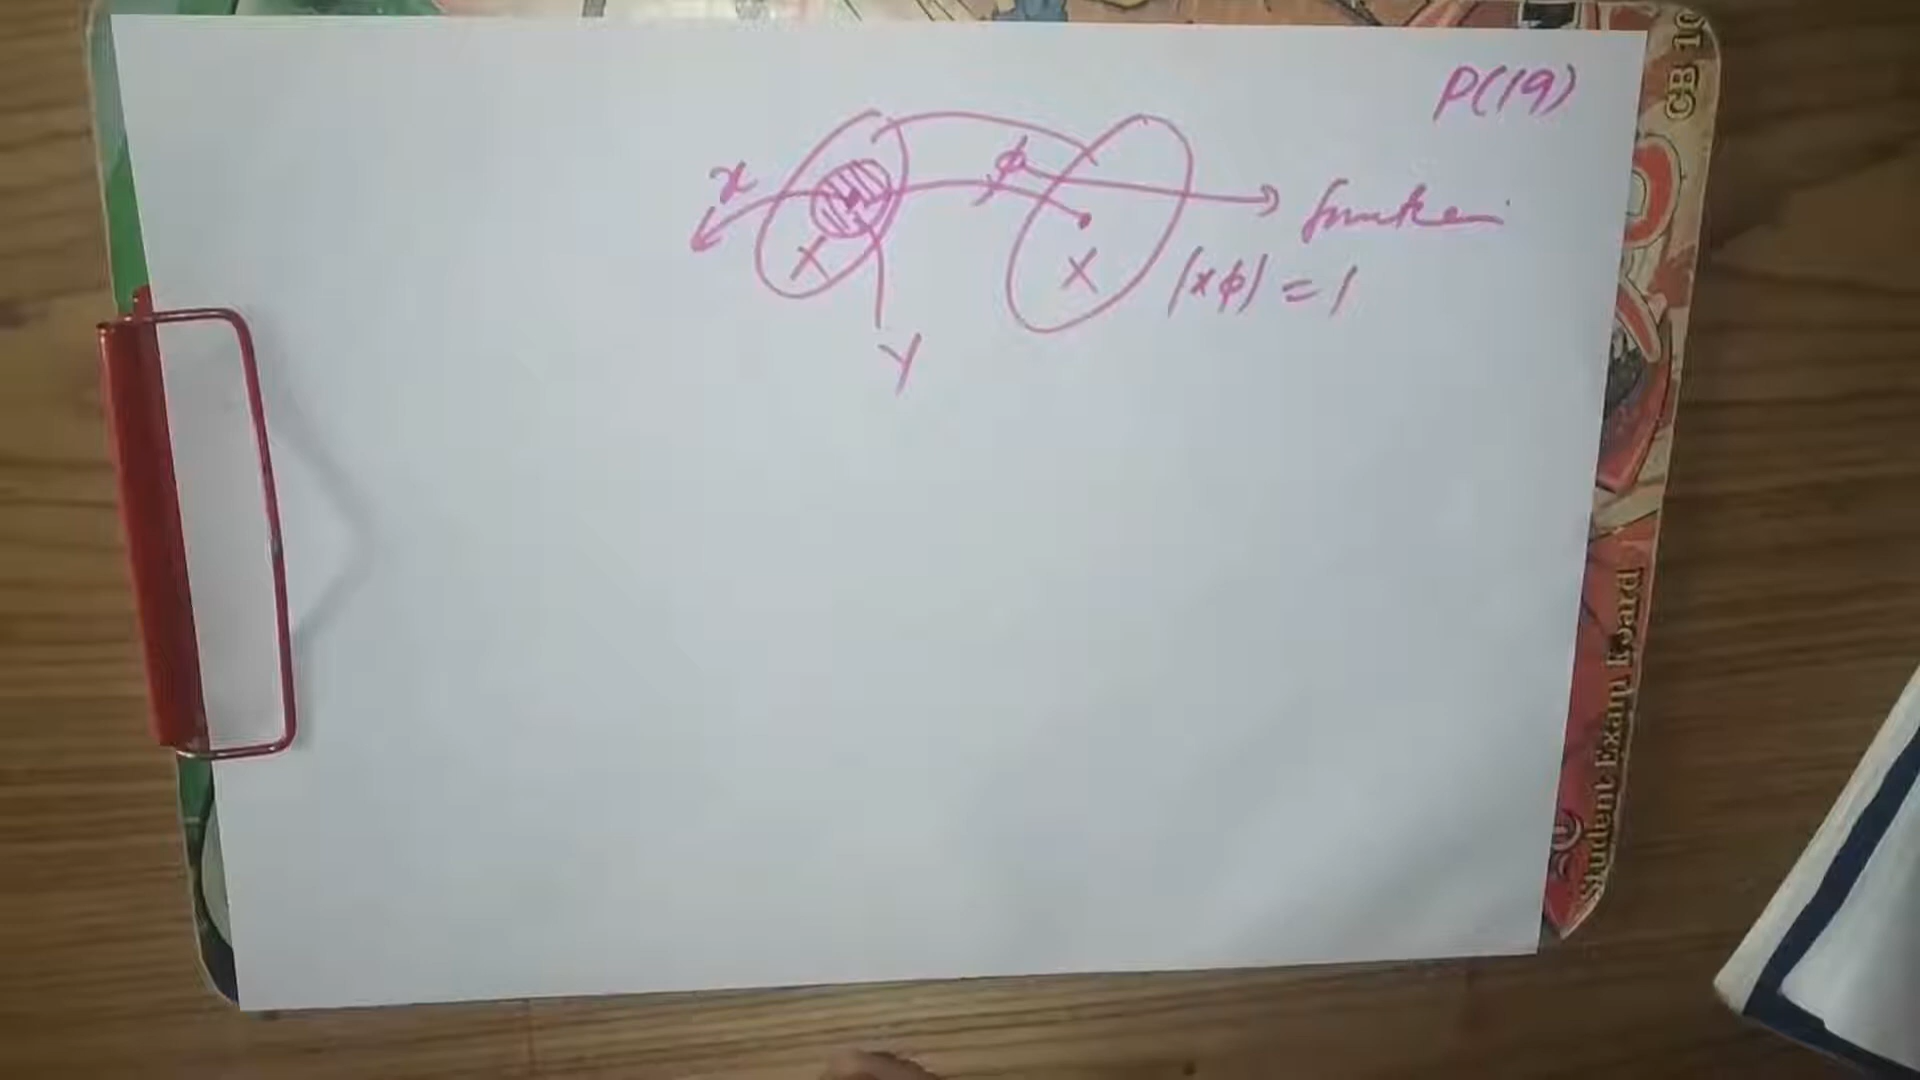 P(19)
x
φ
function
X
X
|xφ| = 1
Y
CB 10
Student Exam Board